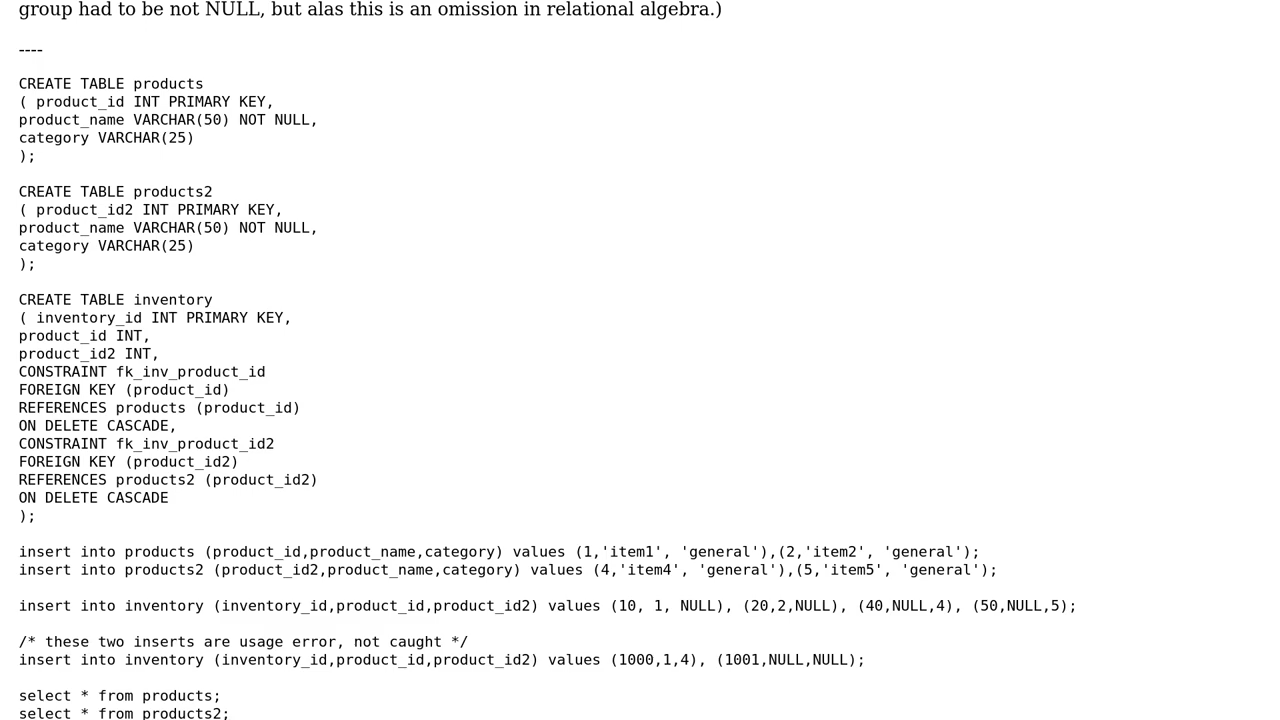 group had to be not NULL, but alas this is an omission in relational algebra.)
----
CREATE TABLE products
( product_id INT PRIMARY KEY,
product_name VARCHAR(50) NOT NULL,
category VARCHAR(25)
);
CREATE TABLE products2
( product_id2 INT PRIMARY KEY,
product_name VARCHAR(50) NOT NULL,
category VARCHAR(25)
);
CREATE TABLE inventory
( inventory_id INT PRIMARY KEY,
product_id INT,
product_id2 INT,
CONSTRAINT fk_inv_product_id
FOREIGN KEY (product_id)
REFERENCES products (product_id)
ON DELETE CASCADE,
CONSTRAINT fk_inv_product_id2
FOREIGN KEY (product_id2)
REFERENCES products2 (product_id2)
ON DELETE CASCADE
);
insert into products (product_id,product_name,category) values (1,'item1', 'general'),(2,'item2', 'general');
insert into products2 (product_id2,product_name,category) values (4,'item4', 'general'),(5,'item5', 'general');
insert into inventory (inventory_id,product_id,product_id2) values (10, 1, NULL), (20,2,NULL), (40,NULL,4), (50,NULL,5);
/* these two inserts are usage error, not caught */
insert into inventory (inventory_id,product_id,product_id2) values (1000,1,4), (1001,NULL,NULL);
select * from products;
select * from products2;